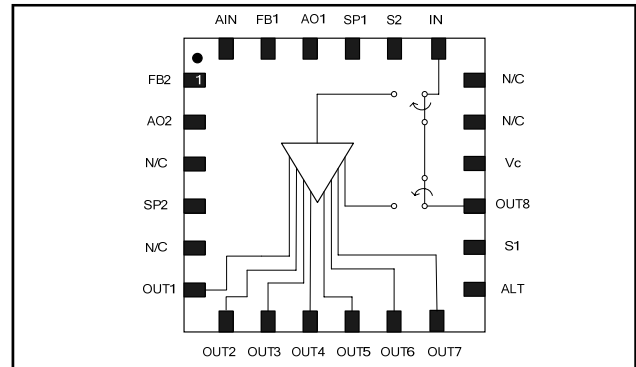 AIN FB1 AO1 SP1 S2 IN
FB2 1 N/C
AO2 N/C
N/C Vc
SP2 OUT8
N/C S1
OUT1 ALT
OUT2 OUT3 OUT4 OUT5 OUT6 OUT7